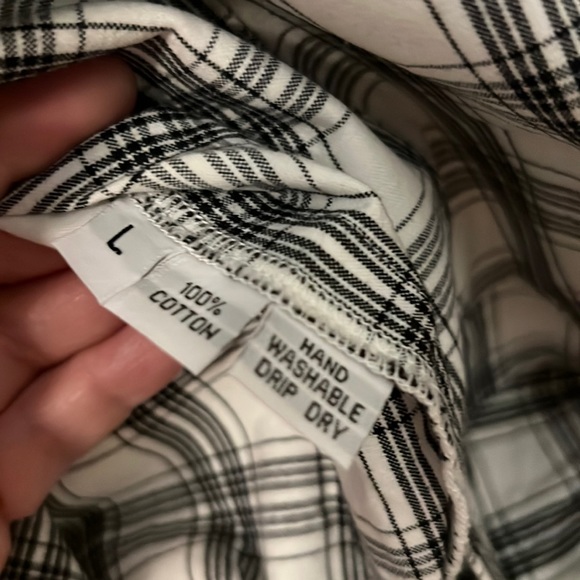 L
100%
COTTON
HAND
WASHABLE
DRIP DRY